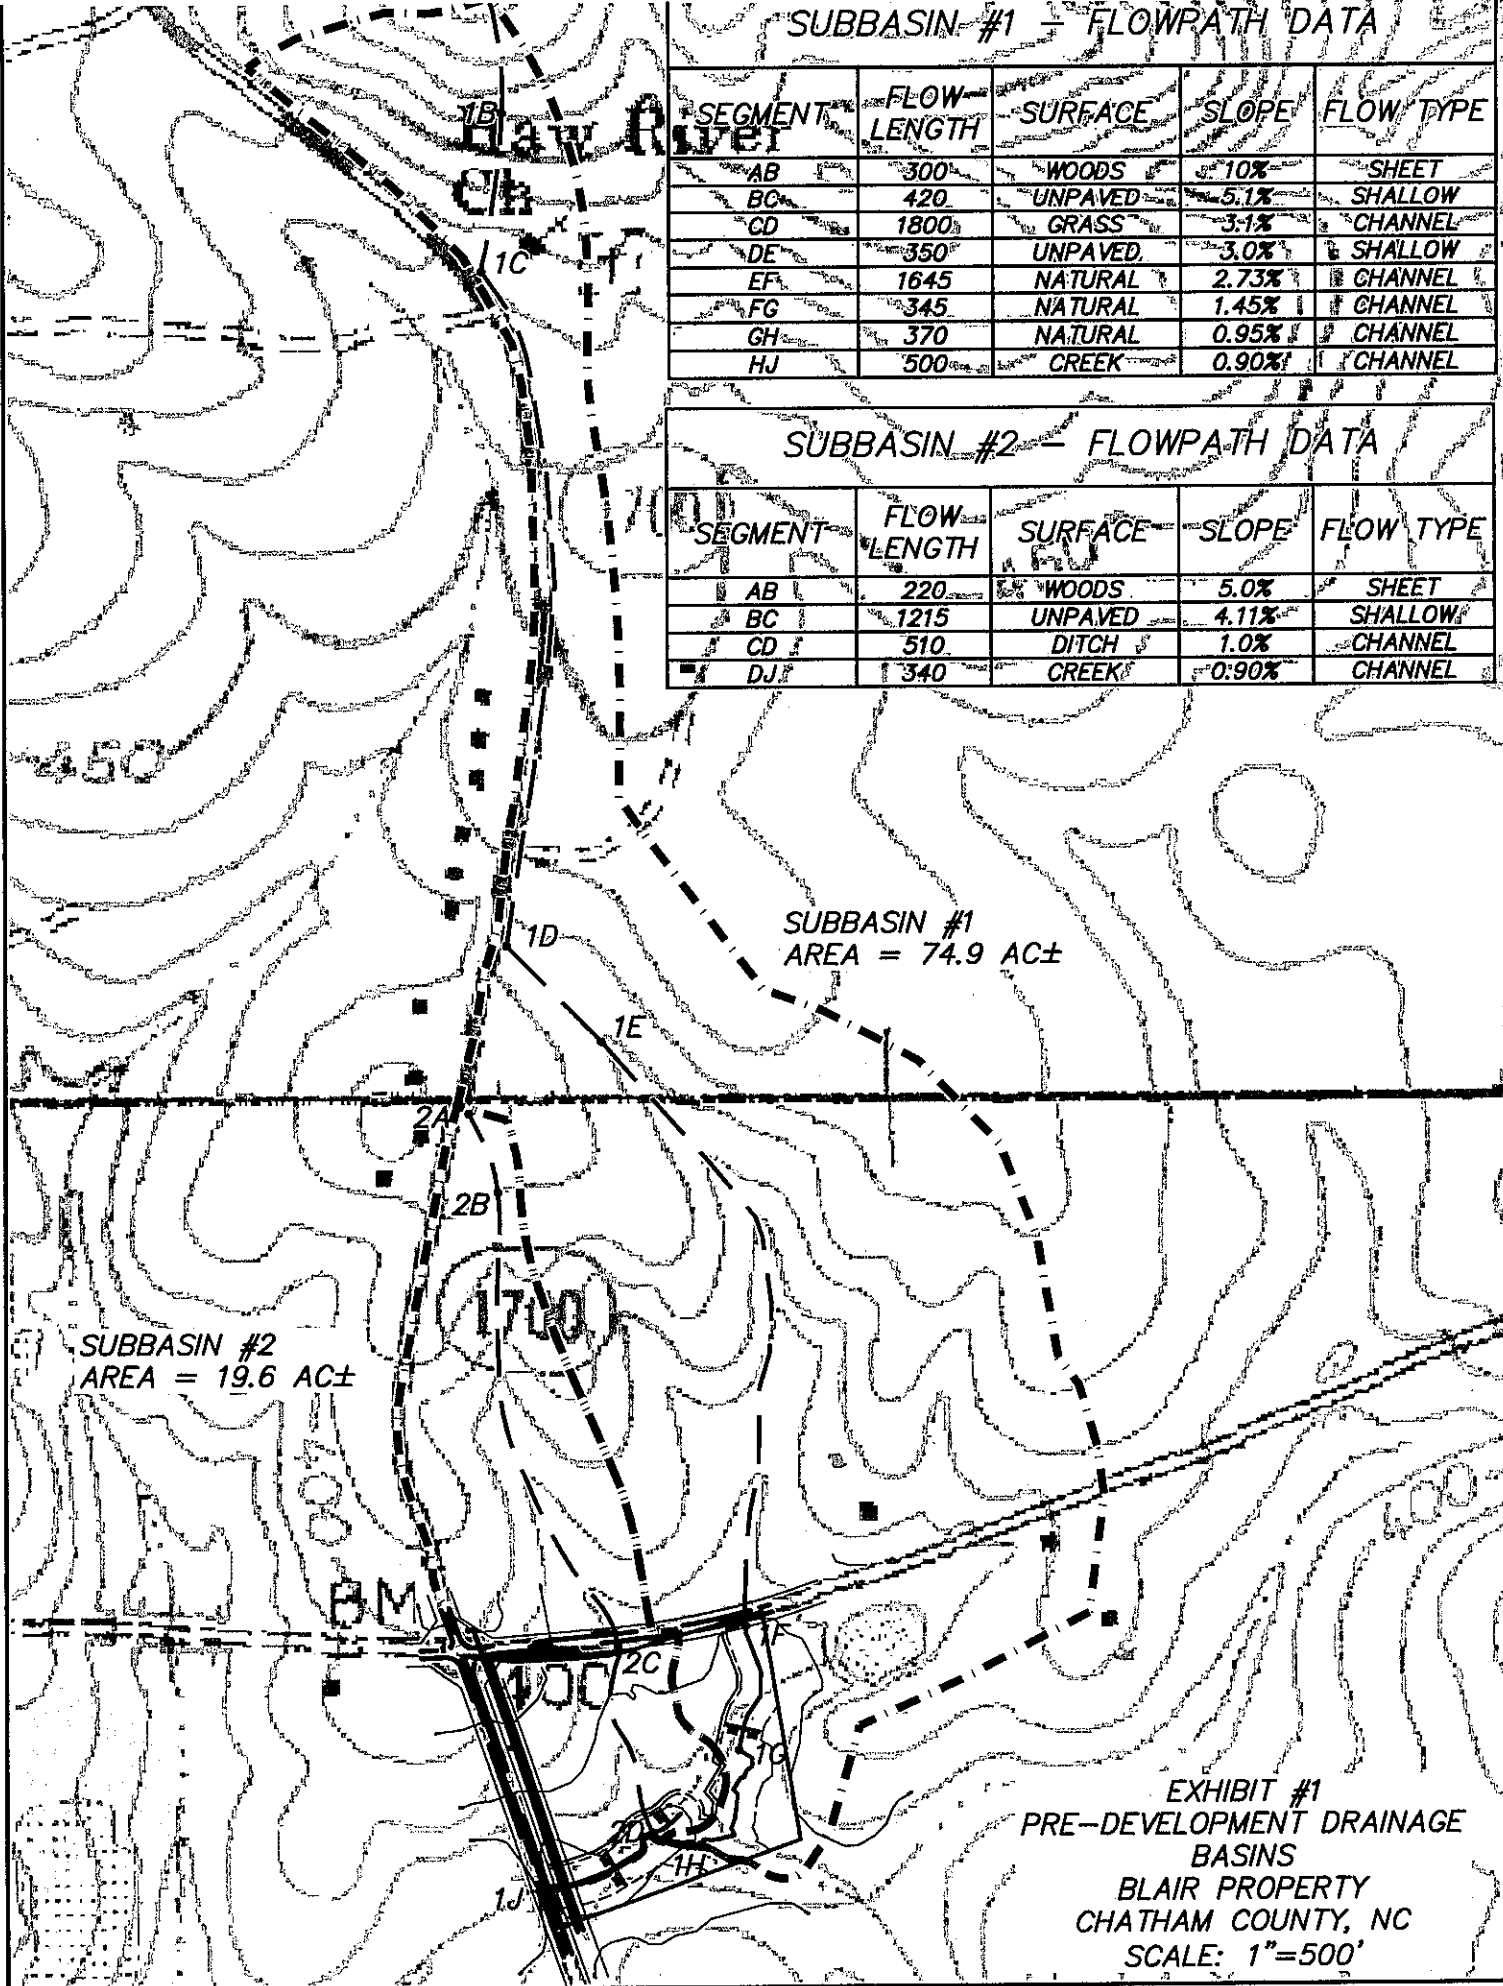 SUBBASIN #1 – FLOWPATH DATA
SEGMENT FLOW LENGTH SURFACE SLOPE FLOW TYPE
AB 300 WOODS 10% SHEET
BC 420 UNPAVED 5.1% SHALLOW
CD 1800 GRASS 3.1% CHANNEL
DE 350 UNPAVED 3.0% SHALLOW
EF 1645 NATURAL 2.73% CHANNEL
FG 345 NATURAL 1.45% CHANNEL
GH 370 NATURAL 0.95% CHANNEL
HJ 500 CREEK 0.90% CHANNEL
SUBBASIN #2 – FLOWPATH DATA
SEGMENT FLOW LENGTH SURFACE SLOPE FLOW TYPE
AB 220 WOODS 5.0% SHEET
BC 1215 UNPAVED 4.11% SHALLOW
CD 510 DITCH 1.0% CHANNEL
DJ 340 CREEK 0.90% CHANNEL
1B
Haw River
Ch
1C
450
SUBBASIN #1
AREA = 74.9 AC±
1D
1E
2A
2B
1700
SUBBASIN #2
AREA = 19.6 AC±
BM
1F
2C
1G
2D
1H
1J
EXHIBIT #1
PRE-DEVELOPMENT DRAINAGE
BASINS
BLAIR PROPERTY
CHATHAM COUNTY, NC
SCALE: 1"=500'